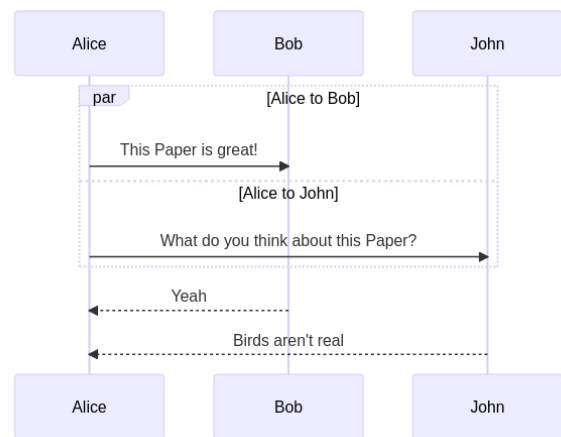 Alice Bob John
par [Alice to Bob]
This Paper is great!
[Alice to John]
What do you think about this Paper?
Yeah
Birds aren't real
Alice Bob John